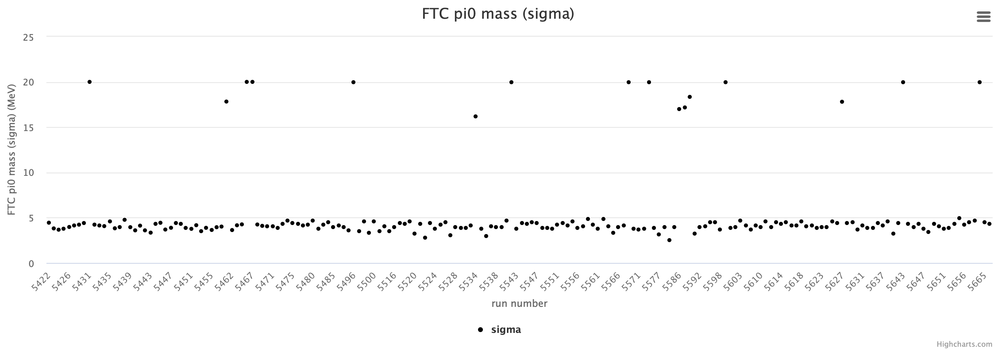 FTC pi0 mass (sigma)
FTC pi0 mass (sigma) (MeV)
25
20
15
10
5
0
5422 5426 5431 5435 5439 5443 5447 5451 5455 5462 5467 5471 5475 5480 5485 5496 5500 5516 5520 5524 5528 5534 5538 5543 5547 5551 5556 5561 5566 5571 5577 5586 5592 5598 5603 5610 5614 5618 5623 5627 5631 5637 5643 5647 5651 5656 5665
run number
sigma
Highcharts.com